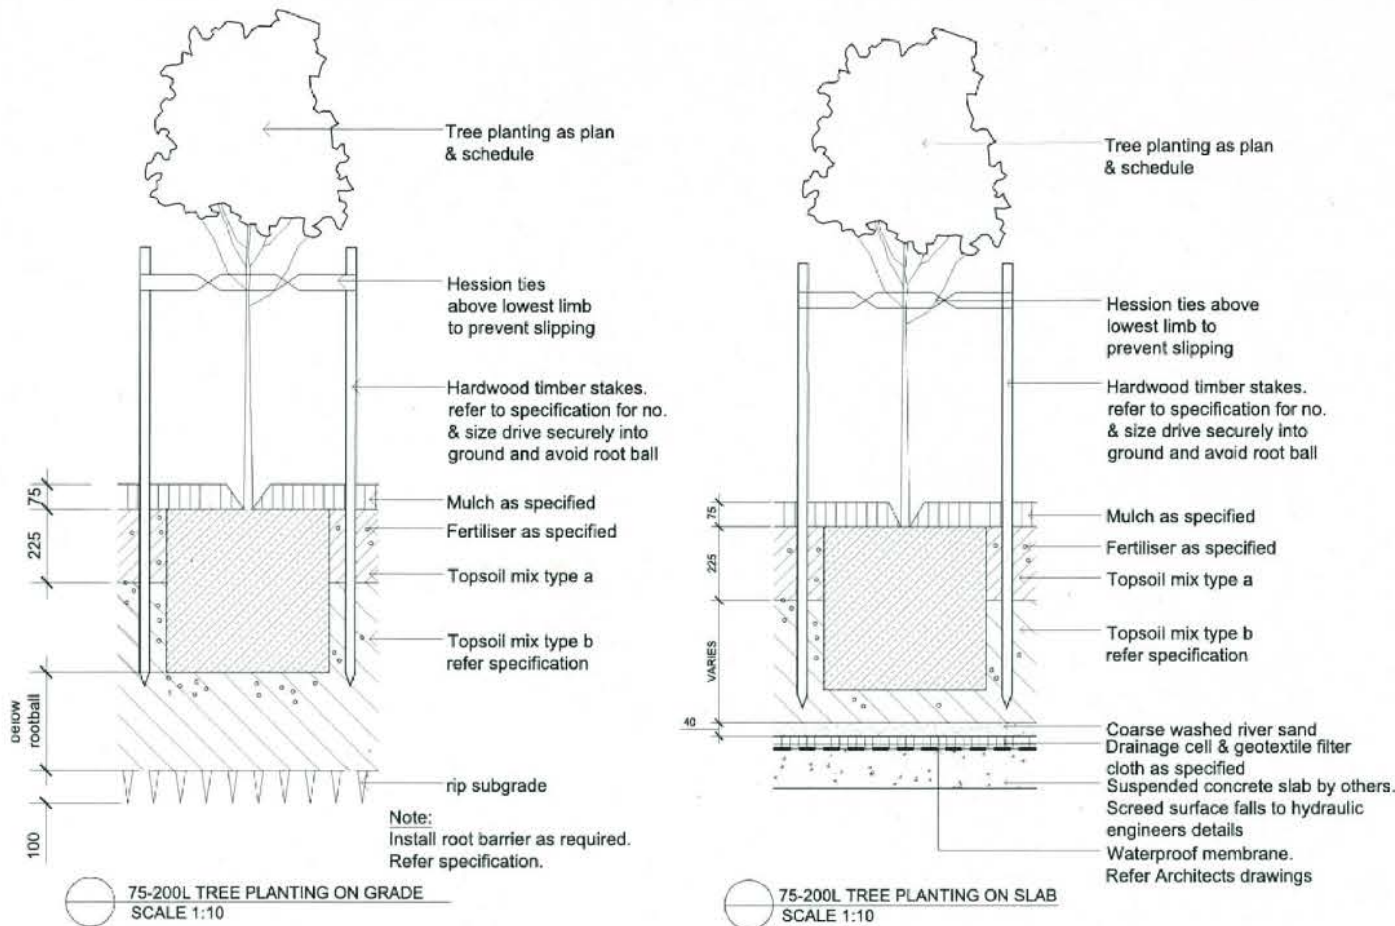 Tree planting as plan
& schedule
Hession ties
above lowest limb
to prevent slipping
Hardwood timber stakes.
refer to specification for no.
& size drive securely into
ground and avoid root ball
Mulch as specified
Fertiliser as specified
Topsoil mix type a
Topsoil mix type b
refer specification
rip subgrade
75
225
below
rootball
100
Note:
Install root barrier as required.
Refer specification.
75-200L TREE PLANTING ON GRADE
SCALE 1:10
Tree planting as plan
& schedule
Hession ties above
lowest limb to
prevent slipping
Hardwood timber stakes.
refer to specification for no.
& size drive securely into
ground and avoid root ball
Mulch as specified
Fertiliser as specified
Topsoil mix type a
Topsoil mix type b
refer specification
Coarse washed river sand
Drainage cell & geotextile filter
cloth as specified
Suspended concrete slab by others.
Screed surface falls to hydraulic
engineers details
Waterproof membrane.
Refer Architects drawings
75
225
VARIES
40
75-200L TREE PLANTING ON SLAB
SCALE 1:10